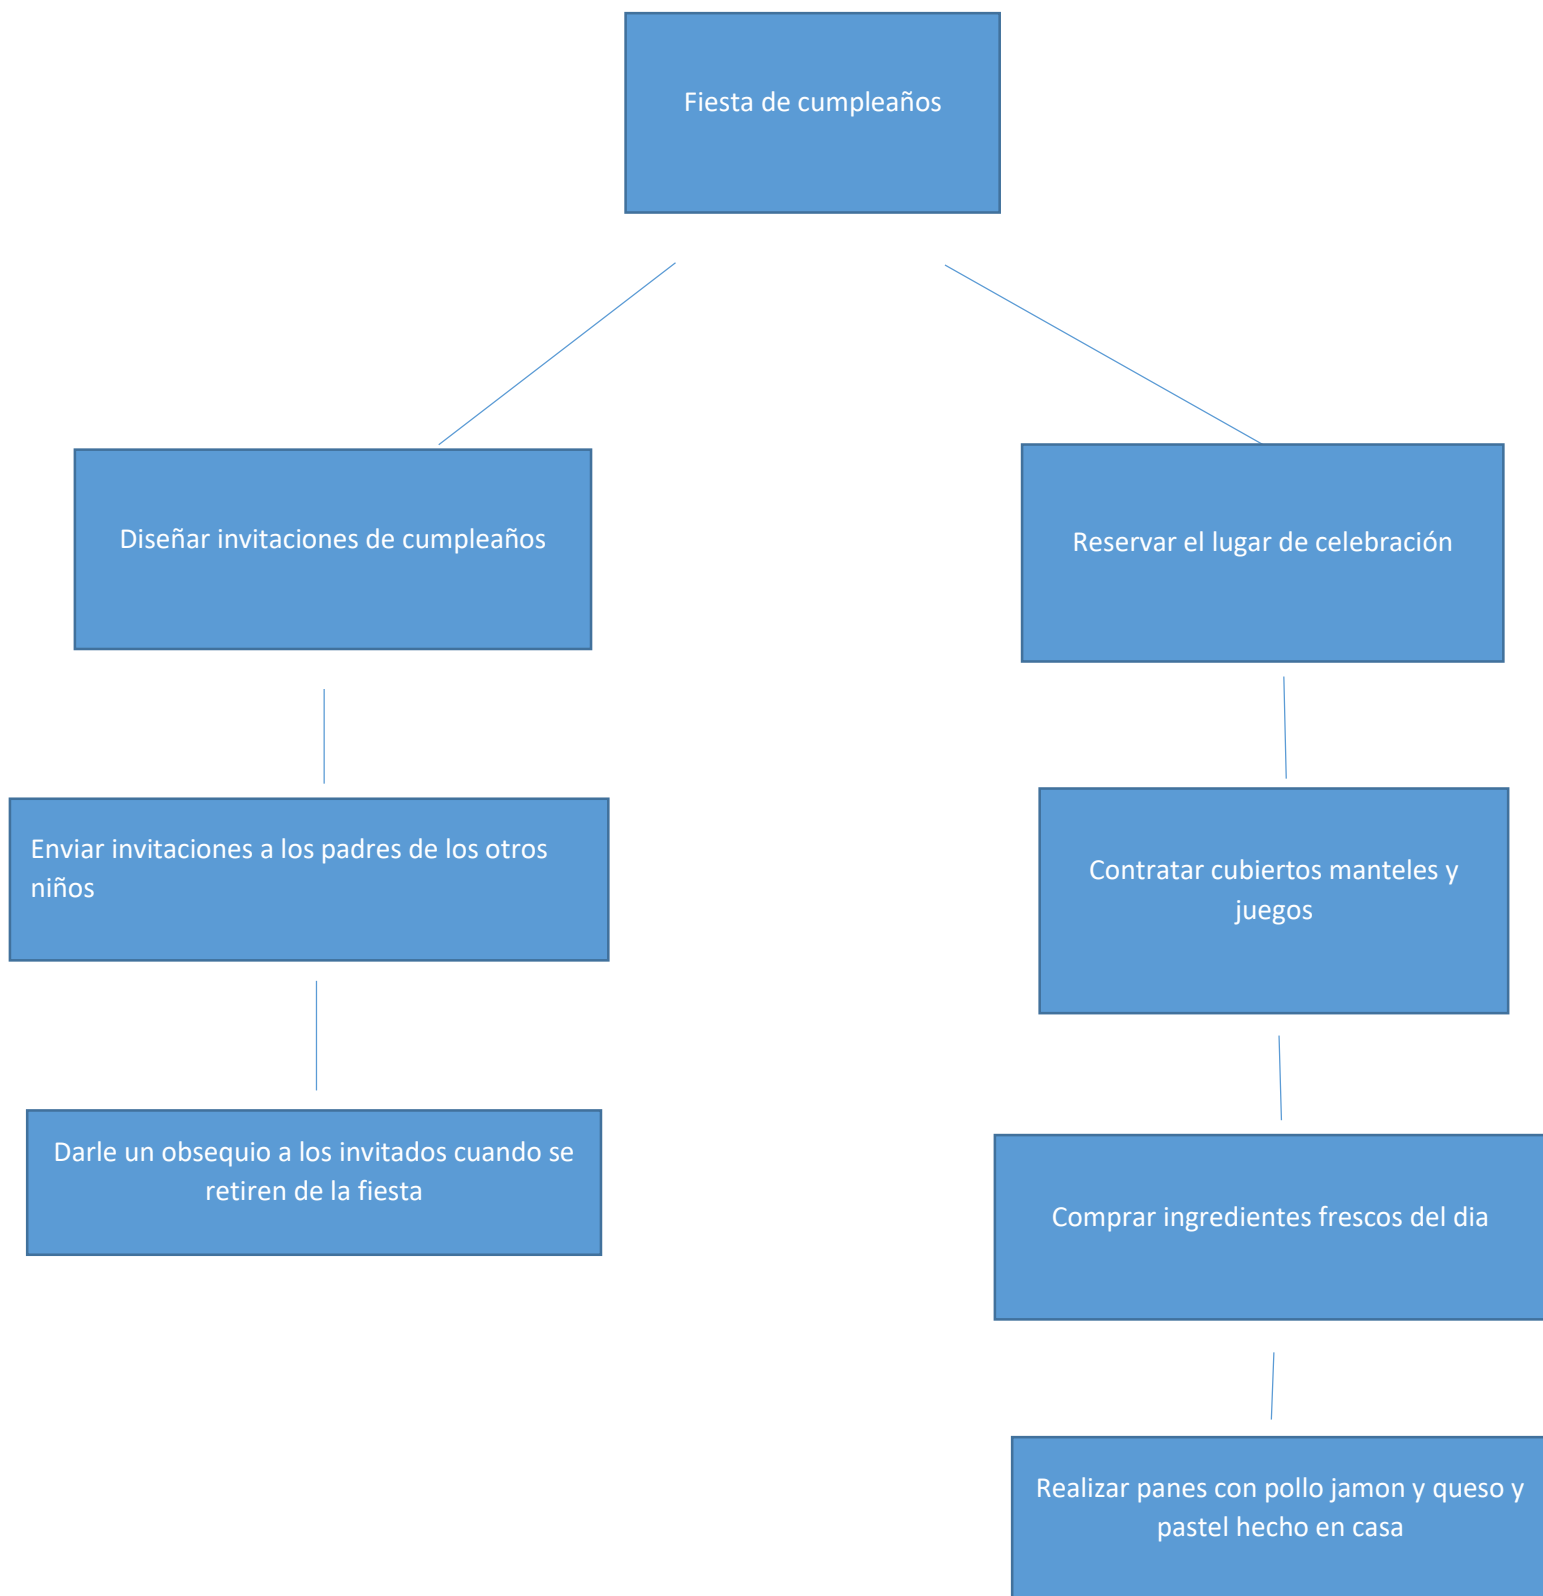 Fiesta de cumpleaños
Diseñar invitaciones de cumpleaños
Reservar el lugar de celebración
Enviar invitaciones a los padres de los otros
niños
Contratar cubiertos manteles y
juegos
Darle un obsequio a los invitados cuando se
retiren de la fiesta
Comprar ingredientes frescos del dia
Realizar panes con pollo jamon y queso y
pastel hecho en casa